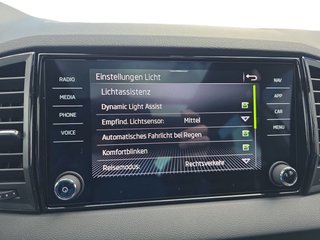 Einstellungen Licht
Lichtassistenz
Dynamic Light Assist
Empfind. Lichtsensor: Mittel
Automatisches Fahrlicht bei Regen
Komfortblinken
Reisemodus: Rechtsverkehr
RADIO
MEDIA
PHONE
VOICE
NAV
APP
CAR
MENU